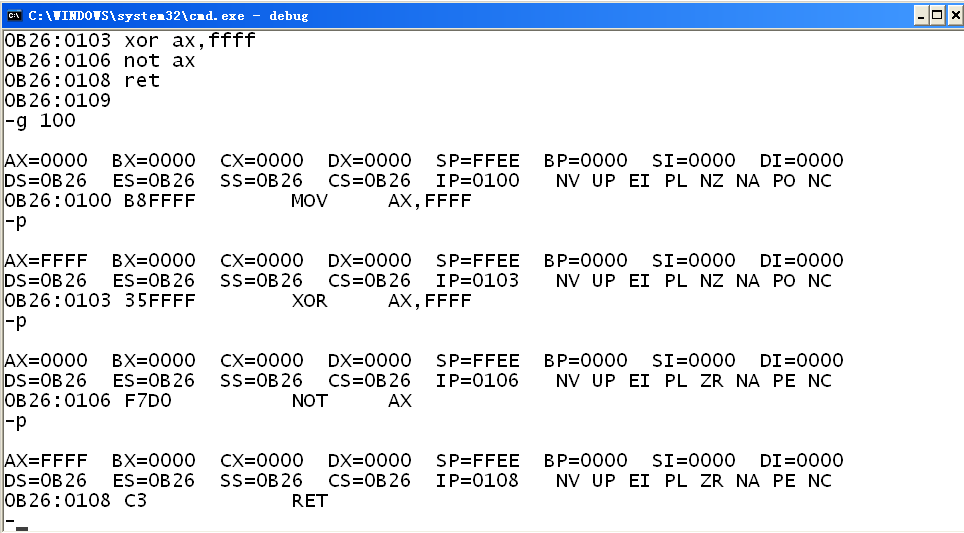 C:\WINDOWS\system32\cmd.exe - debug
0B26:0103 xor ax,ffff
0B26:0106 not ax
0B26:0108 ret
0B26:0109
-g 100
AX=0000  BX=0000  CX=0000  DX=0000  SP=FFEE  BP=0000  SI=0000  DI=0000
DS=0B26  ES=0B26  SS=0B26  CS=0B26  IP=0100   NV UP EI PL NZ NA PO NC
0B26:0100 B8FFFF        MOV     AX,FFFF
-p
AX=FFFF  BX=0000  CX=0000  DX=0000  SP=FFEE  BP=0000  SI=0000  DI=0000
DS=0B26  ES=0B26  SS=0B26  CS=0B26  IP=0103   NV UP EI PL NZ NA PO NC
0B26:0103 35FFFF        XOR     AX,FFFF
-p
AX=0000  BX=0000  CX=0000  DX=0000  SP=FFEE  BP=0000  SI=0000  DI=0000
DS=0B26  ES=0B26  SS=0B26  CS=0B26  IP=0106   NV UP EI PL ZR NA PE NC
0B26:0106 F7D0          NOT     AX
-p
AX=FFFF  BX=0000  CX=0000  DX=0000  SP=FFEE  BP=0000  SI=0000  DI=0000
DS=0B26  ES=0B26  SS=0B26  CS=0B26  IP=0108   NV UP EI PL ZR NA PE NC
0B26:0108 C3            RET
-_